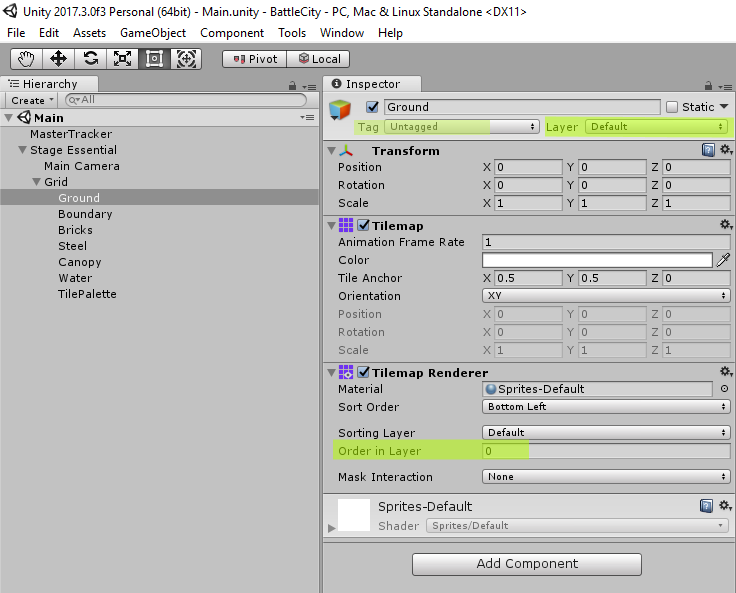 Unity 2017.3.0f3 Personal (64bit) - Main.unity - BattleCity - PC, Mac & Linux Standalone <DX11>
File Edit Assets GameObject Component Tools Window Help
Pivot Local
Hierarchy
Create All
Main
MasterTracker
Stage Essential
Main Camera
Grid
Ground
Boundary
Bricks
Steel
Canopy
Water
TilePalette
Inspector
Ground Static
Tag Untagged Layer Default
Transform
Position X 0 Y 0 Z 0
Rotation X 0 Y 0 Z 0
Scale X 1 Y 1 Z 1
Tilemap
Animation Frame Rate 1
Color
Tile Anchor X 0.5 Y 0.5 Z 0
Orientation XY
Position X 0 Y 0 Z 0
Rotation X 0 Y 0 Z 0
Scale X 1 Y 1 Z 1
Tilemap Renderer
Material Sprites-Default
Sort Order Bottom Left
Sorting Layer Default
Order in Layer 0
Mask Interaction None
Sprites-Default
Shader Sprites/Default
Add Component